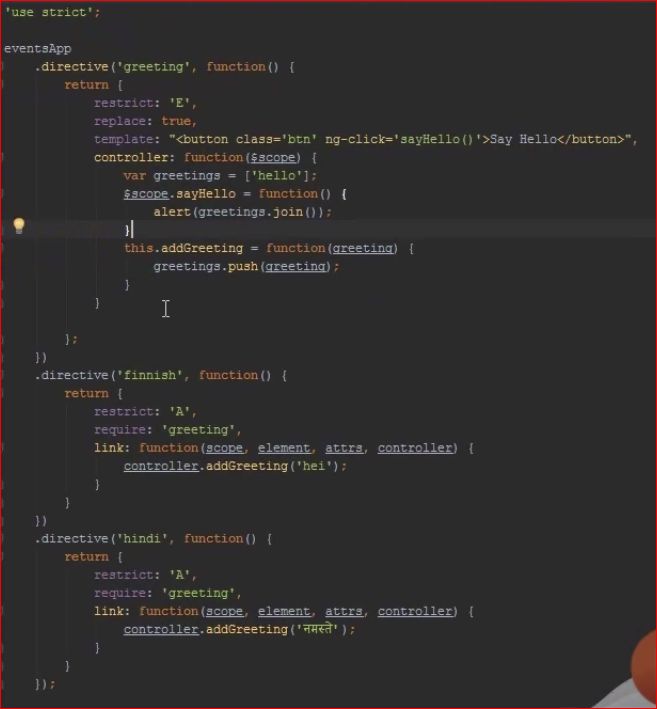 'use strict';
eventsApp
.directive('greeting', function() {
return {
restrict: 'E',
replace: true,
template: "<button class='btn' ng-click='sayHello()'>Say Hello</button>",
controller: function($scope) {
var greetings = ['hello'];
$scope.sayHello = function() {
alert(greetings.join());
}
this.addGreeting = function(greeting) {
greetings.push(greeting);
}
}
};
})
.directive('finnish', function() {
return {
restrict: 'A',
require: 'greeting',
link: function(scope, element, attrs, controller) {
controller.addGreeting('hei');
}
}
})
.directive('hindi', function() {
return {
restrict: 'A',
require: 'greeting',
link: function(scope, element, attrs, controller) {
controller.addGreeting('नमस्ते');
}
}
});